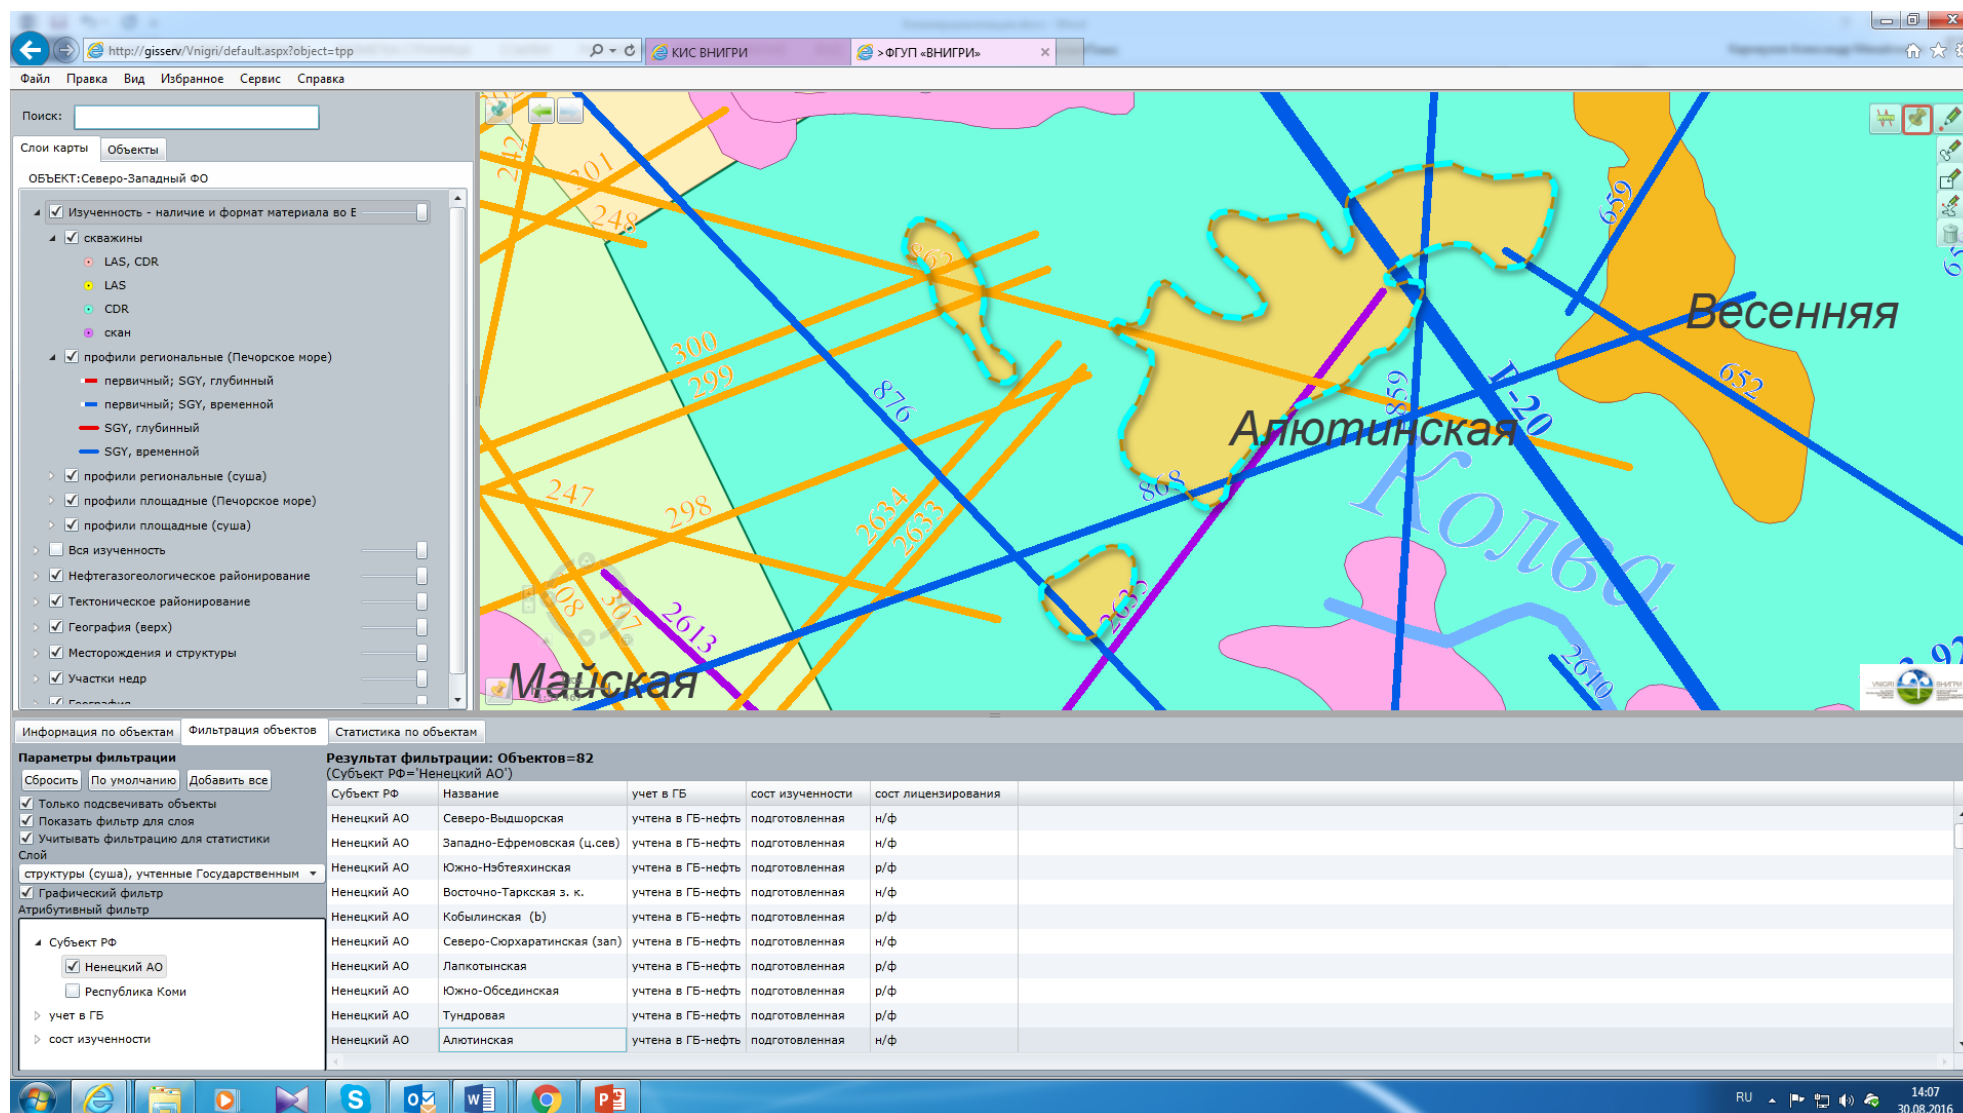 http://gisserv/Vnigri/default.aspx?object=tpp
КИС ВНИГРИ
>ФГУП «ВНИГРИ»
Файл Правка Вид Избранное Сервис Справка
Поиск:
Слои карты Объекты
ОБЪЕКТ:Северо-Западный ФО
Изученность - наличие и формат материала во В
скважины
LAS, CDR
LAS
CDR
скан
профили региональные (Печорское море)
первичный; SGY, глубинный
первичный; SGY, временной
SGY, глубинный
SGY, временной
профили региональные (суша)
профили площадные (Печорское море)
профили площадные (суша)
Вся изученность
Нефтегазогеологическое районирование
Тектоническое районирование
География (верх)
Месторождения и структуры
Участки недр
География
242
301
248
862
300
299
876
659
Весенняя
652
Р-20
859
Алютинская
868
Колва
247
298
2634
2633
307
2613
2633
2610
Майская
Информация по объектам Фильтрация объектов Статистика по объектам
Параметры фильтрации
Сбросить По умолчанию Добавить все
Только подсвечивать объекты
Показать фильтр для слоя
Учитывать фильтрацию для статистики
Слой
структуры (суша), учтенные Государственным
Графический фильтр
Атрибутивный фильтр
Субъект РФ
Ненецкий АО
Республика Коми
учет в ГБ
сост изученности
Результат фильтрации: Объектов=82
(Субъект РФ='Ненецкий АО')
Субъект РФ Название учет в ГБ сост изученности сост лицензирования
Ненецкий АО Северо-Выдшорская учтена в ГБ-нефть подготовленная н/ф
Ненецкий АО Западно-Ефремовская (ц.сев) учтена в ГБ-нефть подготовленная н/ф
Ненецкий АО Южно-Нэбтеяхинская учтена в ГБ-нефть подготовленная р/ф
Ненецкий АО Восточно-Таркская з. к. учтена в ГБ-нефть подготовленная н/ф
Ненецкий АО Кобылинская (b) учтена в ГБ-нефть подготовленная р/ф
Ненецкий АО Северо-Сюрхаратинская (зап) учтена в ГБ-нефть подготовленная н/ф
Ненецкий АО Лапкотынская учтена в ГБ-нефть подготовленная р/ф
Ненецкий АО Южно-Обсединская учтена в ГБ-нефть подготовленная р/ф
Ненецкий АО Тундровая учтена в ГБ-нефть подготовленная р/ф
Ненецкий АО Алютинская учтена в ГБ-нефть подготовленная н/ф
RU
14:07
30.08.2016